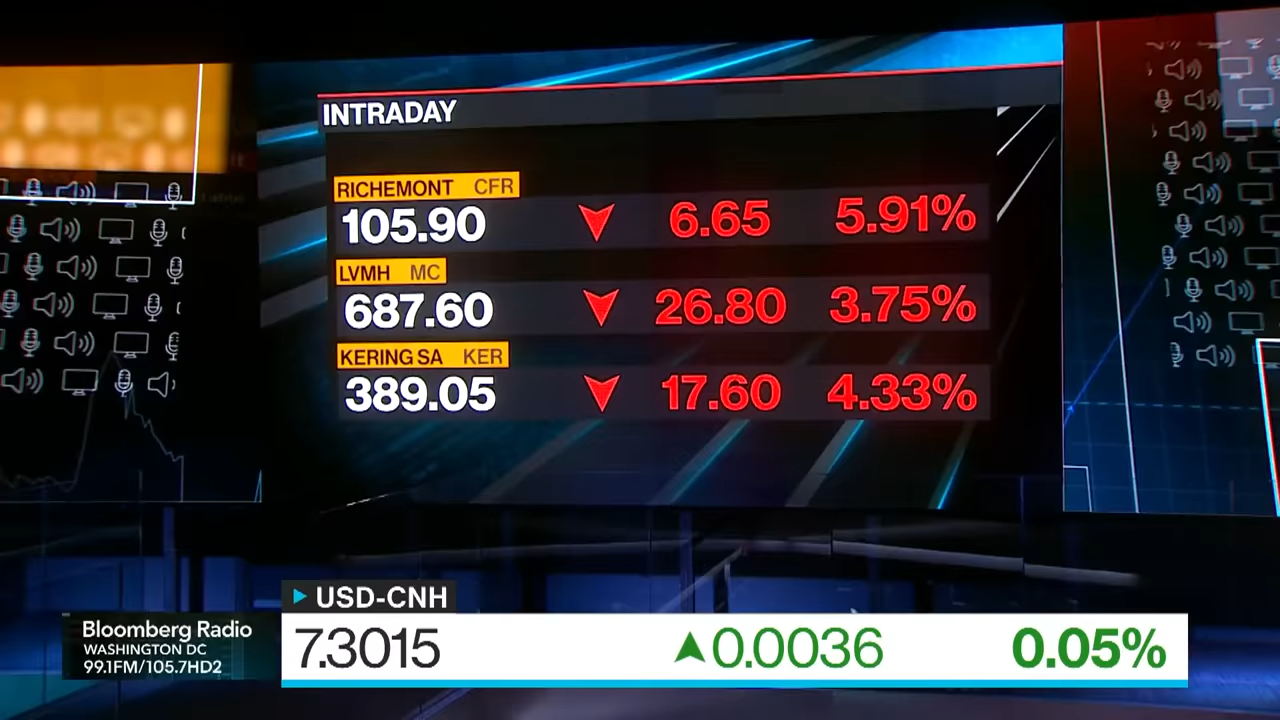 INTRADAY
RICHEMONT CFR
105.90 ▼ 6.65 5.91%
LVMH MC
687.60 ▼ 26.80 3.75%
KERING SA KER
389.05 ▼ 17.60 4.33%
▶ USD-CNH
7.3015 ▲0.0036 0.05%
Bloomberg Radio
WASHINGTON DC
99.1FM/105.7HD2